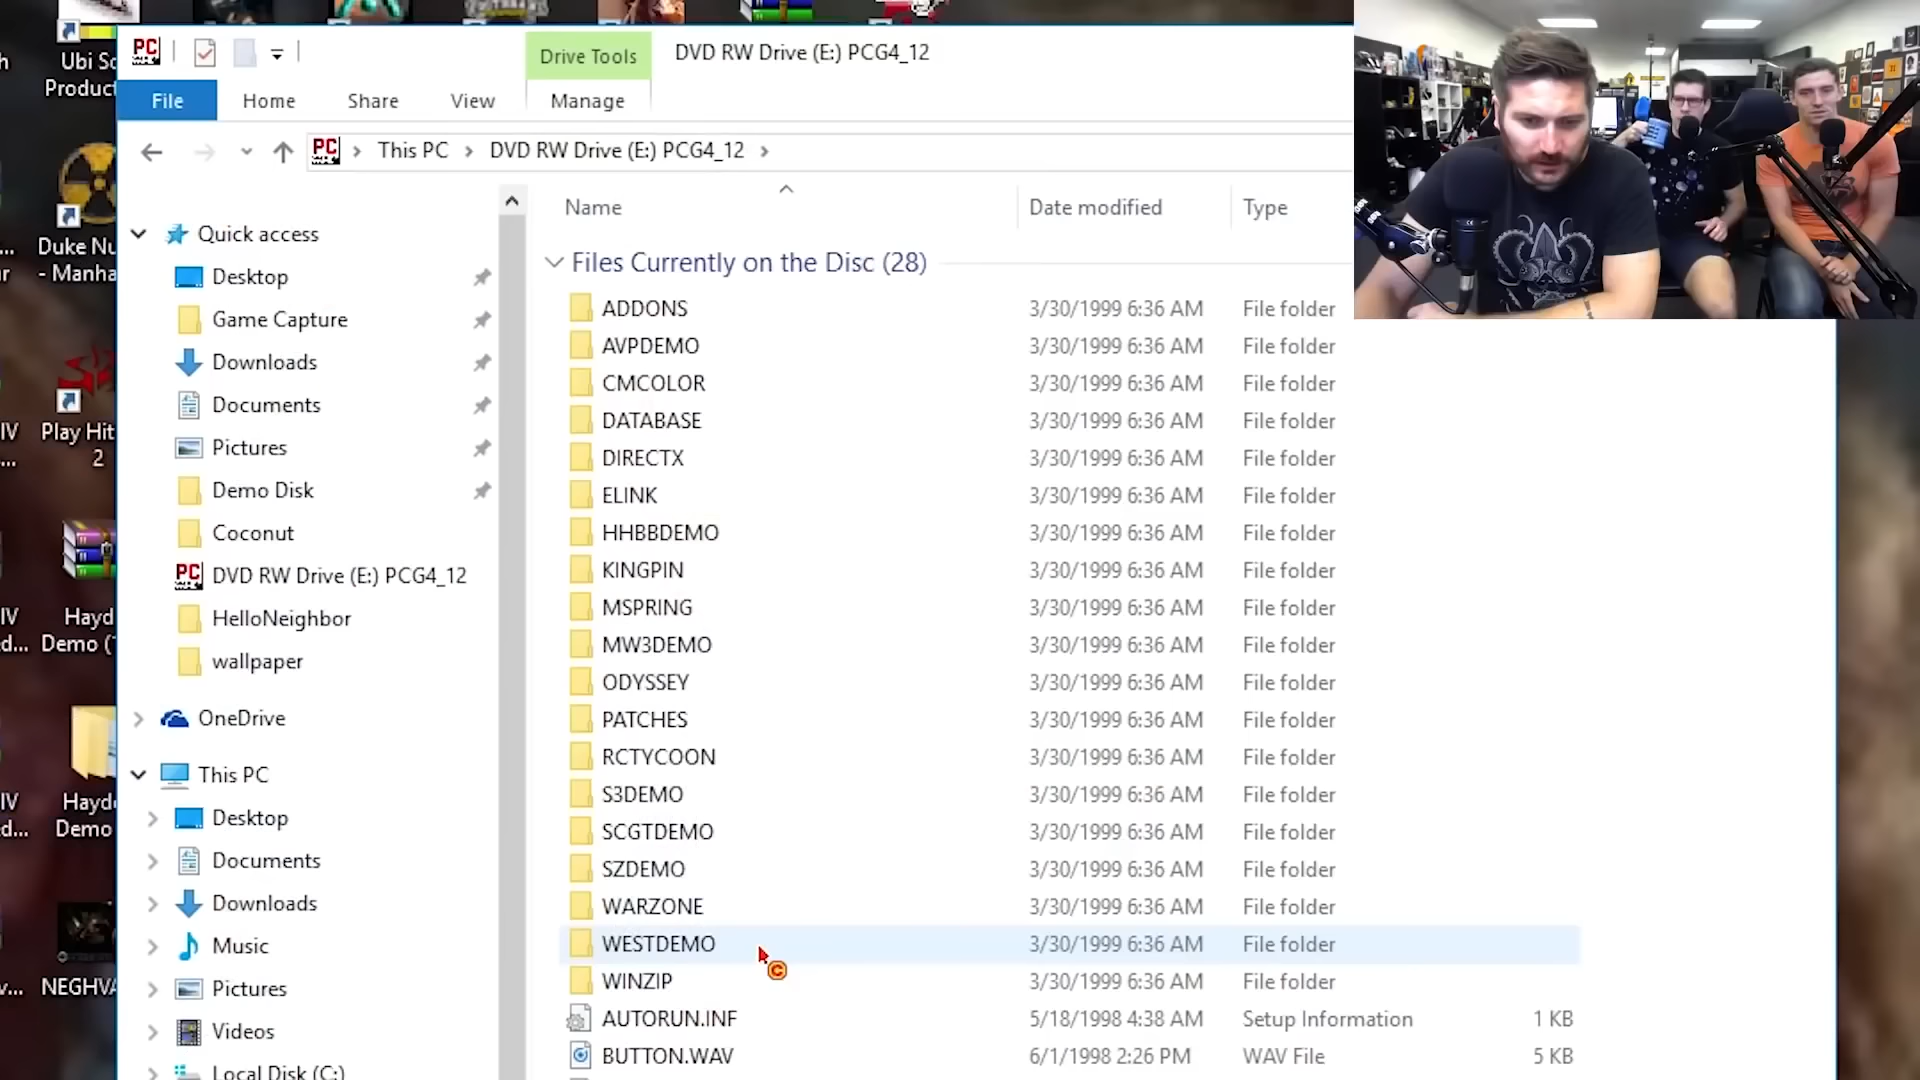 Ubi So
Product
Duke Nu
- Manha
IV
Play Hit
2
IV
Hayd
d...
Demo (
IV
Hayd
d...
Demo
NEGHVA
PC
Drive Tools
DVD RW Drive (E:) PCG4_12
File
Home
Share
View
Manage
PC
This PC
DVD RW Drive (E:) PCG4_12
Quick access
Desktop
Game Capture
Downloads
Documents
Pictures
Demo Disk
Coconut
PC
DVD RW Drive (E:) PCG4_12
HelloNeighbor
wallpaper
OneDrive
This PC
Desktop
Documents
Downloads
Music
Pictures
Videos
Local Disk (C:)
Name Date modified Type
Files Currently on the Disc (28)
ADDONS 3/30/1999 6:36 AM File folder
AVPDEMO 3/30/1999 6:36 AM File folder
CMCOLOR 3/30/1999 6:36 AM File folder
DATABASE 3/30/1999 6:36 AM File folder
DIRECTX 3/30/1999 6:36 AM File folder
ELINK 3/30/1999 6:36 AM File folder
HHBBDEMO 3/30/1999 6:36 AM File folder
KINGPIN 3/30/1999 6:36 AM File folder
MSPRING 3/30/1999 6:36 AM File folder
MW3DEMO 3/30/1999 6:36 AM File folder
ODYSSEY 3/30/1999 6:36 AM File folder
PATCHES 3/30/1999 6:36 AM File folder
RCTYCOON 3/30/1999 6:36 AM File folder
S3DEMO 3/30/1999 6:36 AM File folder
SCGTDEMO 3/30/1999 6:36 AM File folder
SZDEMO 3/30/1999 6:36 AM File folder
WARZONE 3/30/1999 6:36 AM File folder
WESTDEMO 3/30/1999 6:36 AM File folder
WINZIP 3/30/1999 6:36 AM File folder
AUTORUN.INF 5/18/1998 4:38 AM Setup Information 1 KB
BUTTON.WAV 6/1/1998 2:26 PM WAV File 5 KB